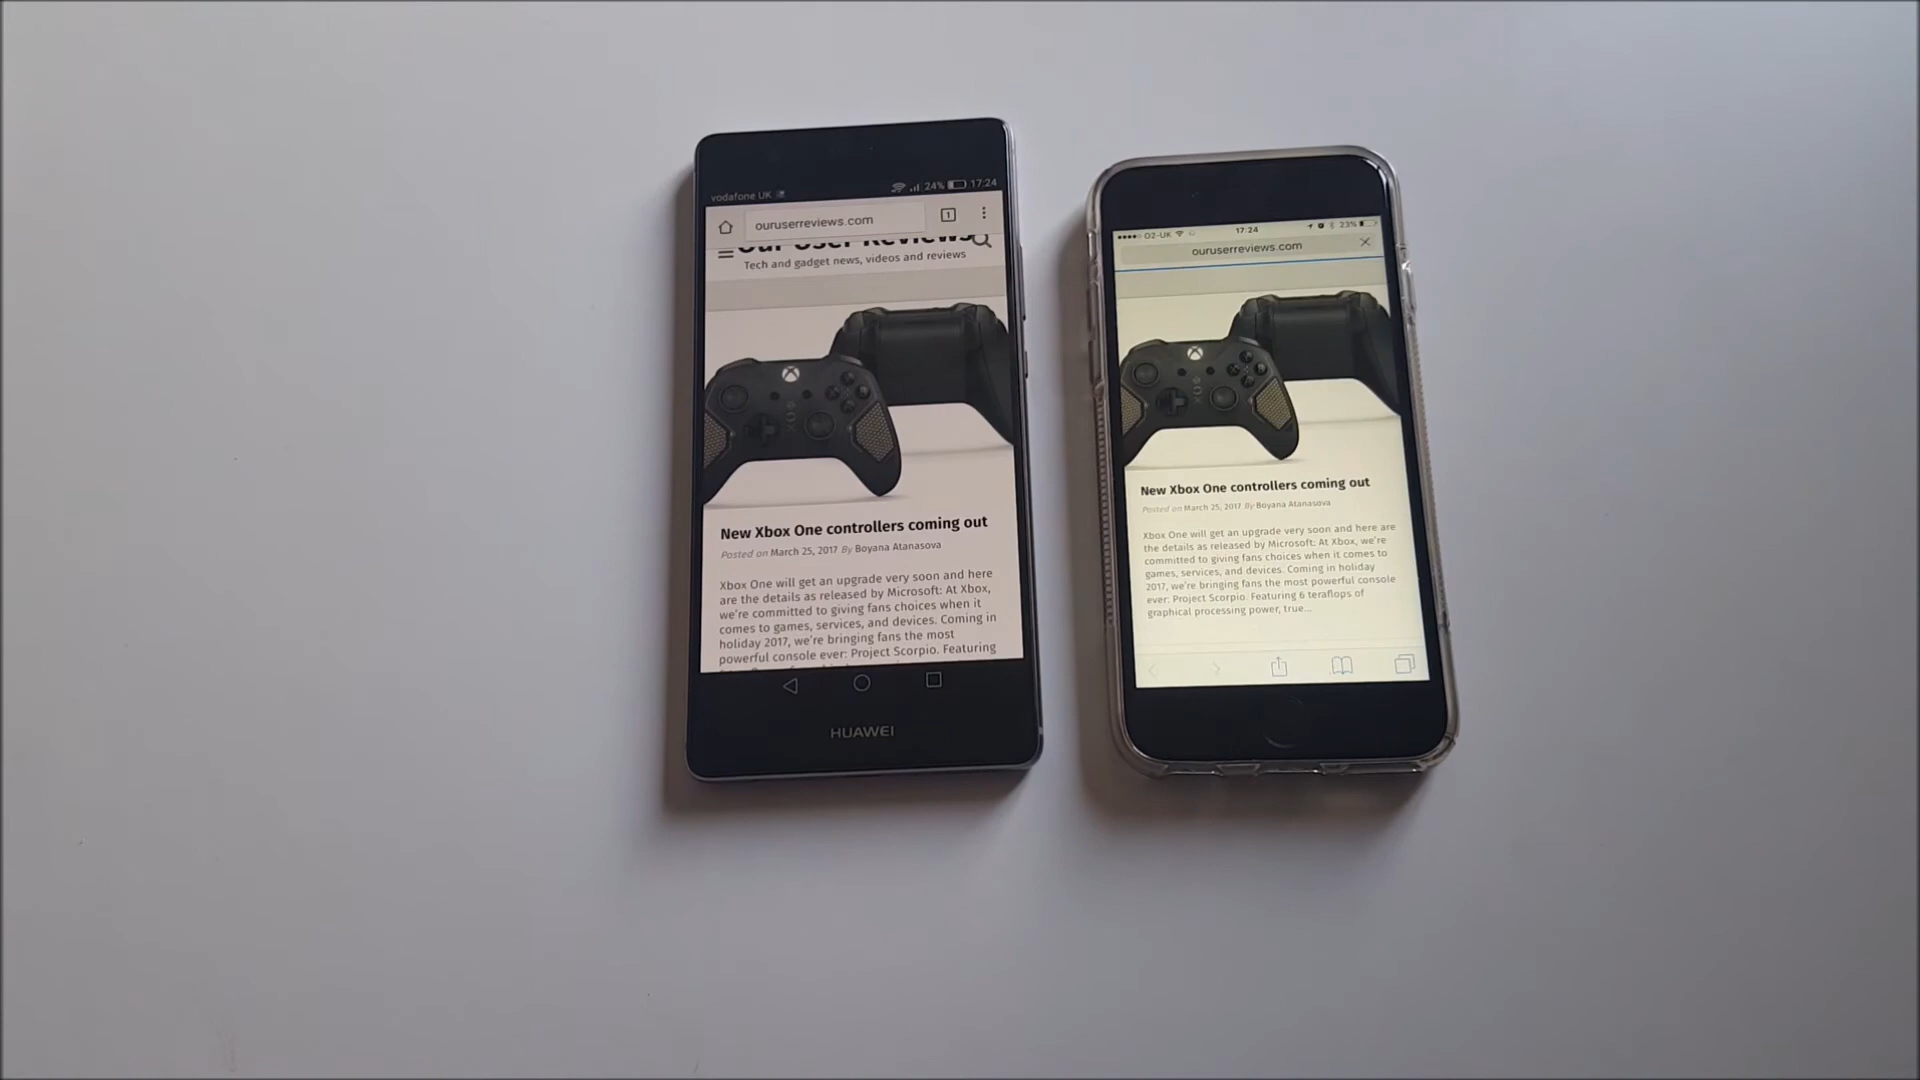 vodafone UK
24%
17:24
ouruserreviews.com
1
Our User Reviews
Tech and gadget news, videos and reviews
New Xbox One controllers coming out
Posted on March 25, 2017 By Boyana Atanasova
Xbox One will get an upgrade very soon and here
are the details as released by Microsoft: At Xbox,
we're committed to giving fans choices when it
comes to games, services, and devices. Coming in
holiday 2017, we're bringing fans the most
powerful console ever: Project Scorpio. Featuring
HUAWEI
O2-UK
17:24
23%
ouruserreviews.com
New Xbox One controllers coming out
Posted on March 25, 2017 By Boyana Atanasova
Xbox One will get an upgrade very soon and here are
the details as released by Microsoft: At Xbox, we're
committed to giving fans choices when it comes to
games, services, and devices. Coming in holiday
2017, we're bringing fans the most powerful console
ever: Project Scorpio. Featuring 6 teraflops of
graphical processing power, true...